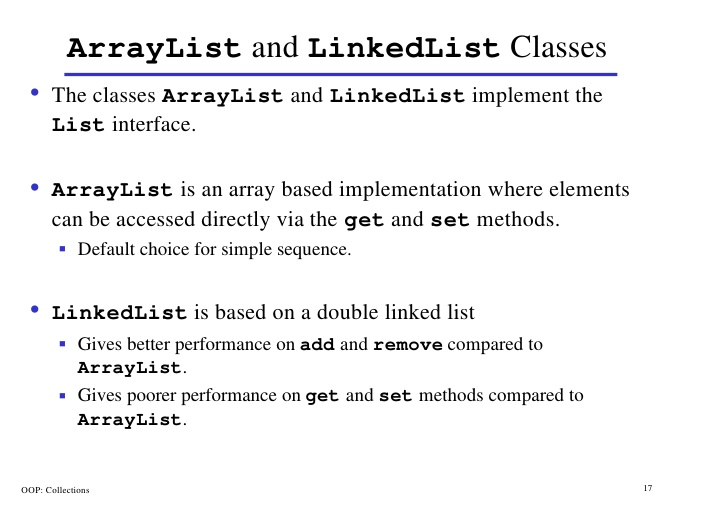 ArrayList and LinkedList Classes
• The classes ArrayList and LinkedList implement the
List interface.
• ArrayList is an array based implementation where elements
can be accessed directly via the get and set methods.
▪ Default choice for simple sequence.
• LinkedList is based on a double linked list
▪ Gives better performance on add and remove compared to
ArrayList.
▪ Gives poorer performance on get and set methods compared to
ArrayList.
OOP: Collections
17